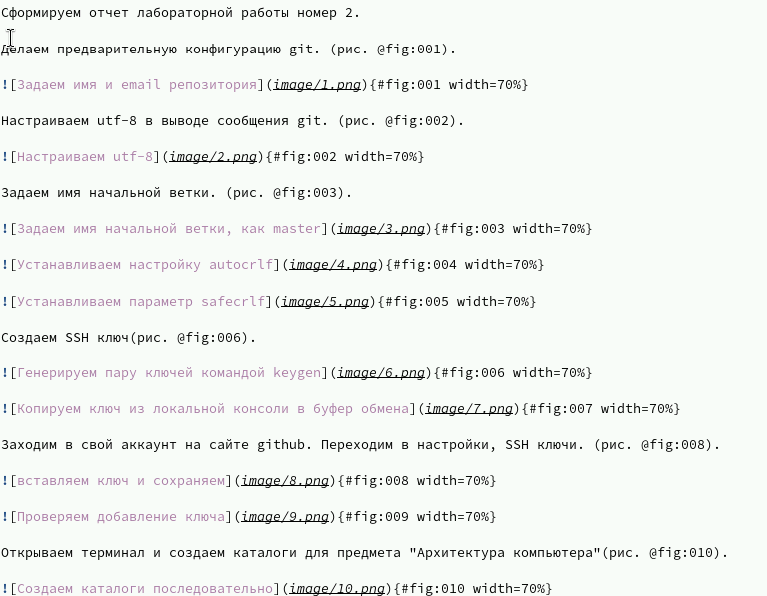 Сформируем отчет лабораторной работы номер 2.
Делаем предварительную конфигурацию git. (рис. @fig:001).
![Задаем имя и email репозитория](image/1.png){#fig:001 width=70%}
Настраиваем utf-8 в выводе сообщения git. (рис. @fig:002).
![Настраиваем utf-8](image/2.png){#fig:002 width=70%}
Задаем имя начальной ветки. (рис. @fig:003).
![Задаем имя начальной ветки, как master](image/3.png){#fig:003 width=70%}
![Устанавливаем настройку autocrlf](image/4.png){#fig:004 width=70%}
![Устанавливаем параметр safecrlf](image/5.png){#fig:005 width=70%}
Создаем SSH ключ(рис. @fig:006).
![Генерируем пару ключей командой keygen](image/6.png){#fig:006 width=70%}
![Копируем ключ из локальной консоли в буфер обмена](image/7.png){#fig:007 width=70%}
Заходим в свой аккаунт на сайте github. Переходим в настройки, SSH ключи. (рис. @fig:008).
![вставляем ключ и сохраняем](image/8.png){#fig:008 width=70%}
![Проверяем добавление ключа](image/9.png){#fig:009 width=70%}
Открываем терминал и создаем каталоги для предмета "Архитектура компьютера"(рис. @fig:010).
![Создаем каталоги последовательно](image/10.png){#fig:010 width=70%}